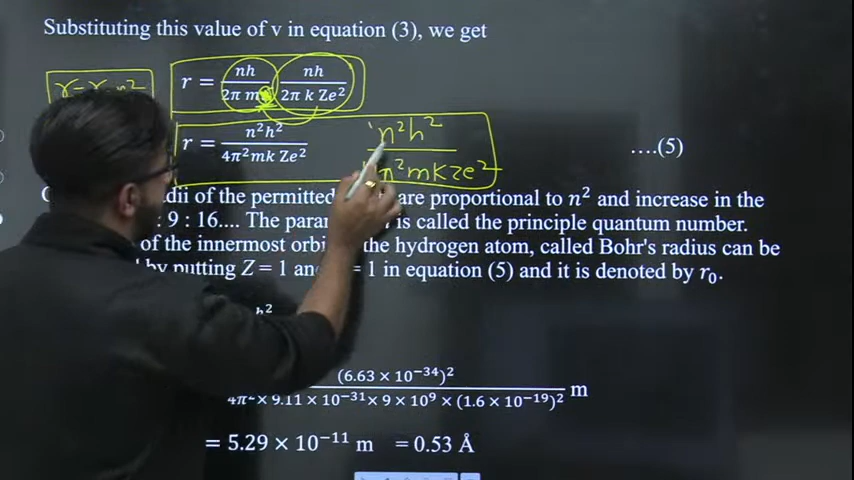 Substituting this value of v in equation (3), we get
r = nh / 2π m nh / 2π k Ze²
r = n²h² / 4π²mk Ze² n²h² / π²mkze² ....(5)
dii of the permitted are proportional to n² and increase in the
: 9 : 16.... The para is called the principle quantum number.
of the innermost orbi the hydrogen atom, called Bohr's radius can be
by putting Z = 1 an = 1 in equation (5) and it is denoted by r₀.
h²
(6.63 × 10⁻³⁴)² / 4π² × 9.11 × 10⁻³¹ × 9 × 10⁹ × (1.6 × 10⁻¹⁹)² m
= 5.29 × 10⁻¹¹ m = 0.53 Å